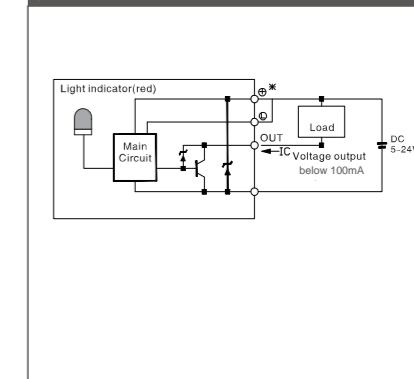 Light indicator(red)
⊕*
Ⓛ
Main
Circuit
OUT
IC
Load
Voltage output
below 100mA
DC
5-24V